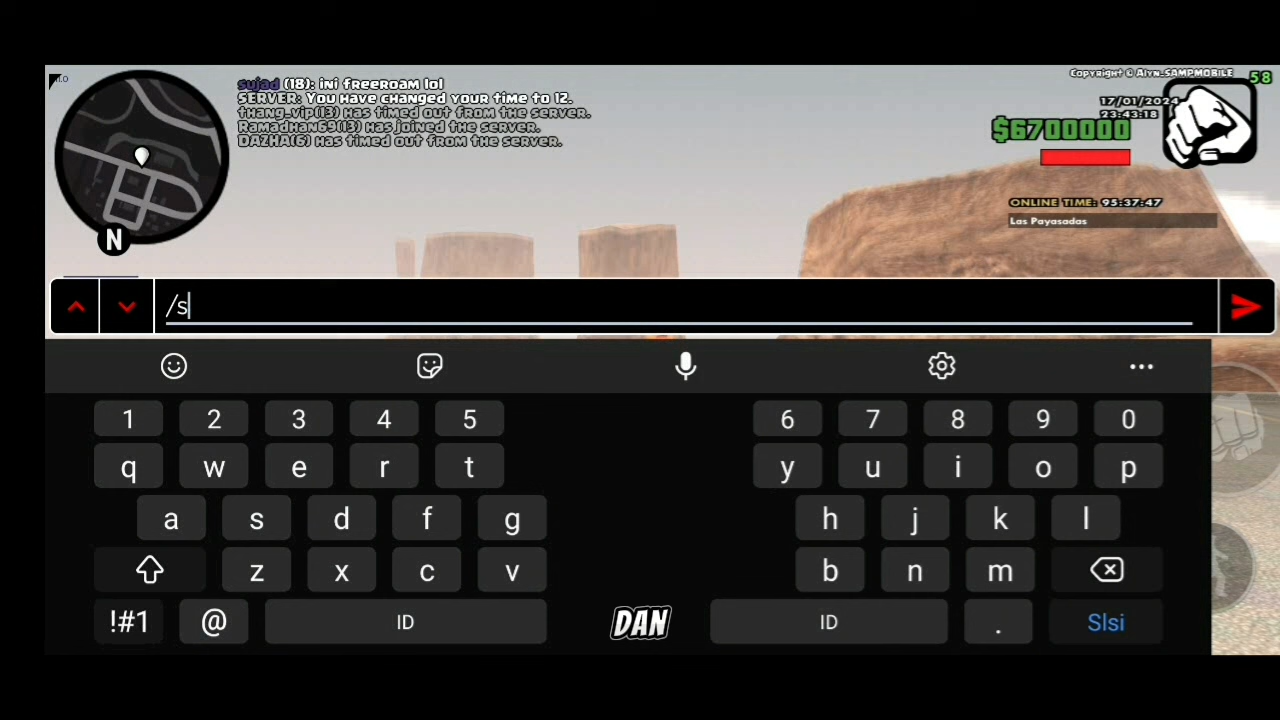 sujad (18): ini freeroam lol
SERVER: You have changed your time to 12.
thang_vip(13) has timed out from the server.
Ramadhan69(13) has joined the server.
DAZHA(6) has timed out from the server.
N
Copyright © Alyn_SAMPMOBILE
58
17/01/2024
23:43:18
$6700000
ONLINE TIME: 95:37:47
Las Payasadas
/s
1 2 3 4 5 6 7 8 9 0
q w e r t y u i o p
a s d f g h j k l
z x c v b n m
!#1 @ ID DAN ID . Slsi